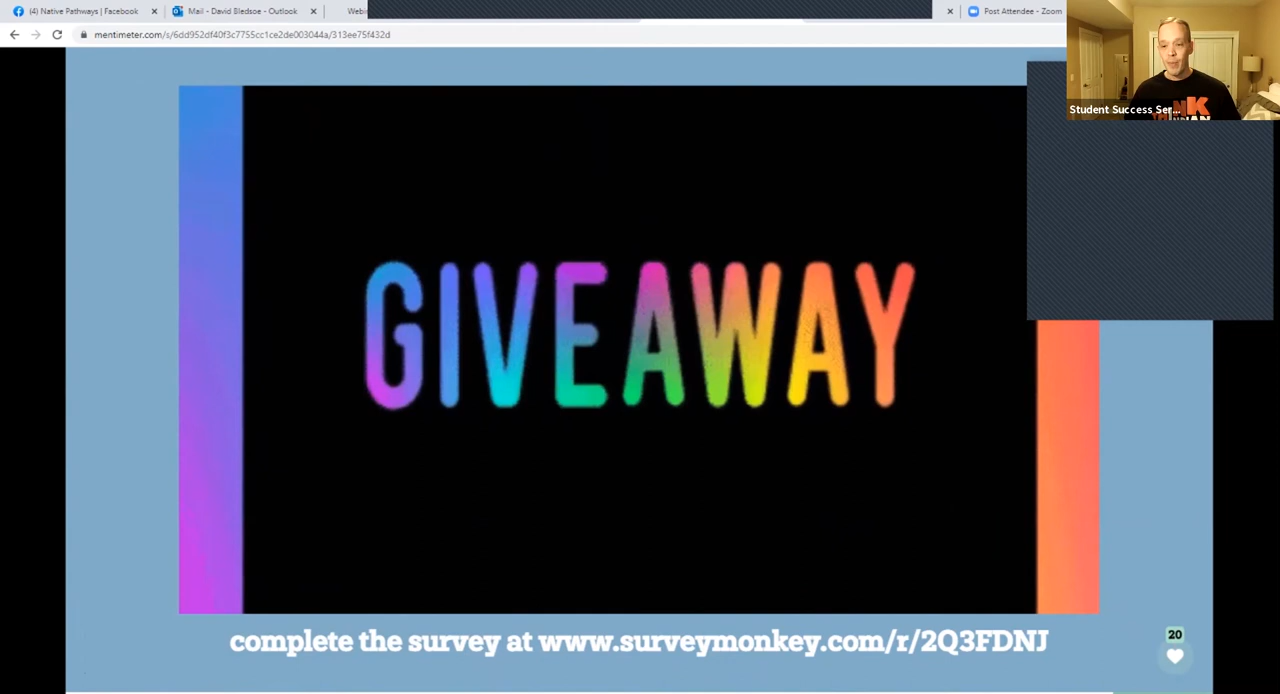 (4) Native Pathways | Facebook
Mail - David Bledsoe - Outlook
Webi
Post Attendee - Zoom
mentimeter.com/s/6dd952df40f3c7755cc1ce2de003044a/313ee75f432d
Student Success Ser...
GIVEAWAY
complete the survey at www.surveymonkey.com/r/2Q3FDNJ
20